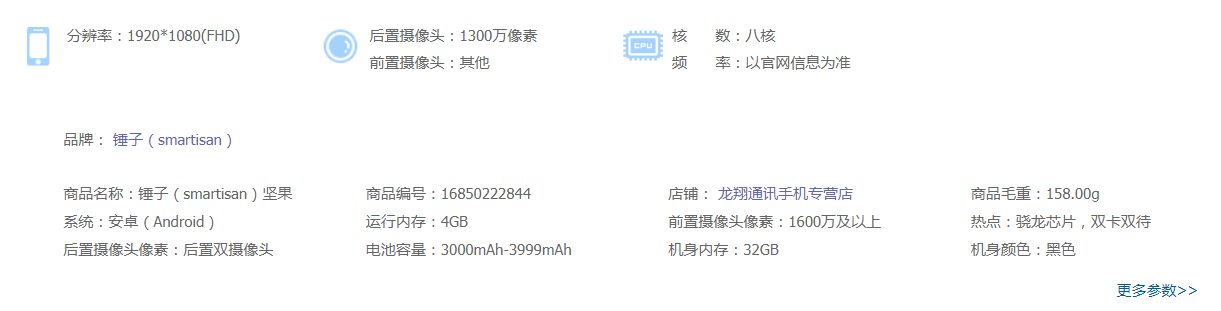 分辨率：1920*1080(FHD)
后置摄像头：1300万像素
前置摄像头：其他
CPU
核 数：八核
频 率：以官网信息为准
品牌： 锤子（smartisan）
商品名称：锤子（smartisan）坚果 商品编号：16850222844 店铺： 龙翔通讯手机专营店 商品毛重：158.00g
系统：安卓（Android） 运行内存：4GB 前置摄像头像素：1600万及以上 热点：骁龙芯片，双卡双待
后置摄像头像素：后置双摄像头 电池容量：3000mAh-3999mAh 机身内存：32GB 机身颜色：黑色
更多参数>>